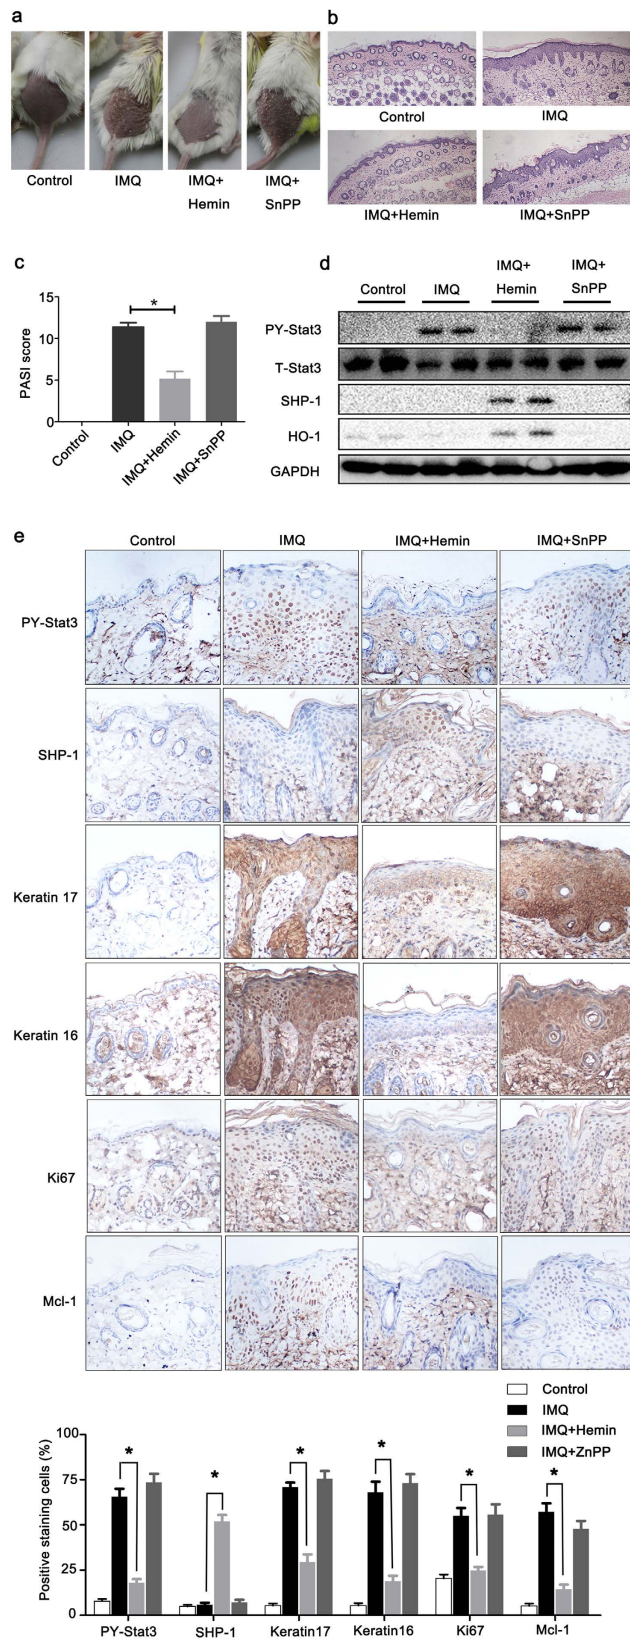 a
Control
IMQ
IMQ+
Hemin
IMQ+
SnPP
b
Control
IMQ
IMQ+Hemin
IMQ+SnPP
c
15
10
5
0
PASI score
*
Control
IMQ
IMQ+Hemin
IMQ+SnPP
d
Control
IMQ
IMQ+
Hemin
IMQ+
SnPP
PY-Stat3
T-Stat3
SHP-1
HO-1
GAPDH
e
Control
IMQ
IMQ+Hemin
IMQ+SnPP
PY-Stat3
SHP-1
Keratin 17
Keratin 16
Ki67
Mcl-1
Control
IMQ
IMQ+Hemin
IMQ+ZnPP
Positive staining cells (%)
100
75
50
25
0
*
*
*
*
*
*
PY-Stat3
SHP-1
Keratin17
Keratin16
Ki67
Mcl-1